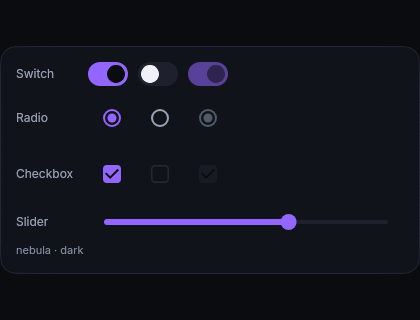 Switch
Radio
Checkbox
Slider
nebula · dark